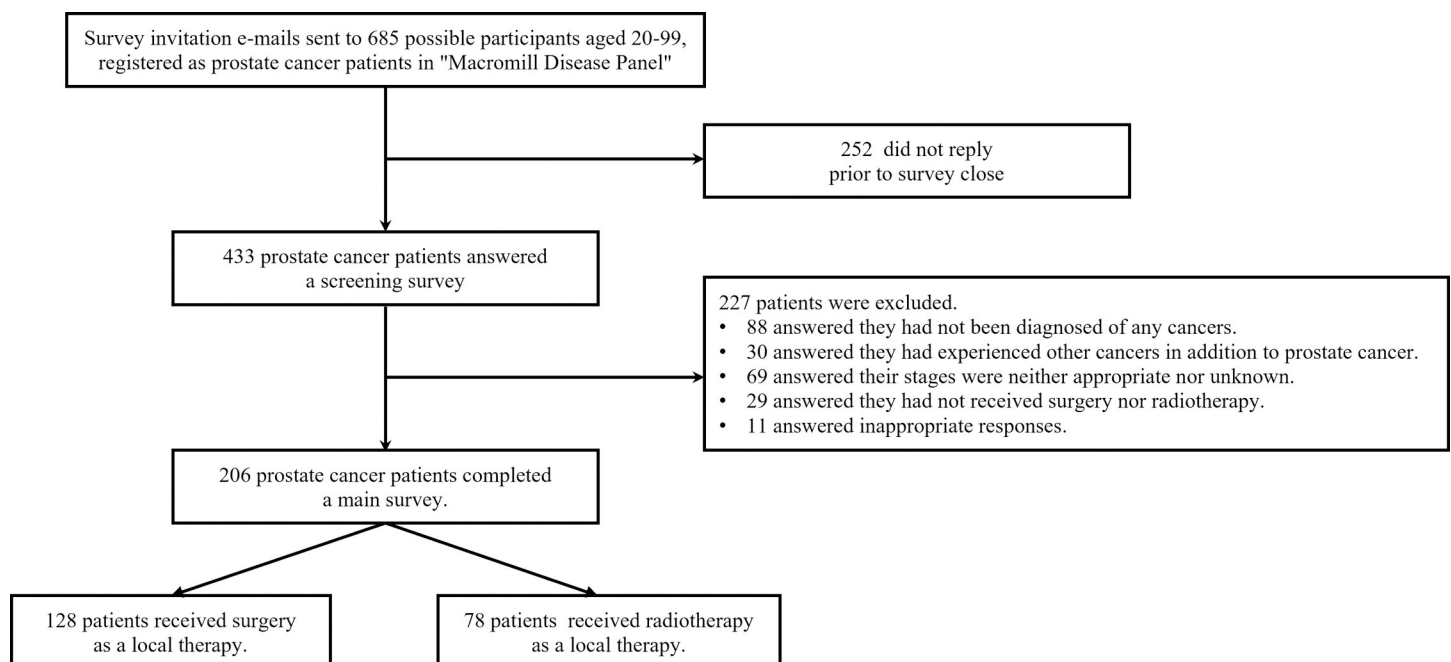 Survey invitation e-mails sent to 685 possible participants aged 20-99,
registered as prostate cancer patients in "Macromill Disease Panel"
252 did not reply
prior to survey close
433 prostate cancer patients answered
a screening survey
227 patients were excluded.
• 88 answered they had not been diagnosed of any cancers.
• 30 answered they had experienced other cancers in addition to prostate cancer.
• 69 answered their stages were neither appropriate nor unknown.
• 29 answered they had not received surgery nor radiotherapy.
• 11 answered inappropriate responses.
206 prostate cancer patients completed
a main survey.
128 patients received surgery
as a local therapy.
78 patients received radiotherapy
as a local therapy.